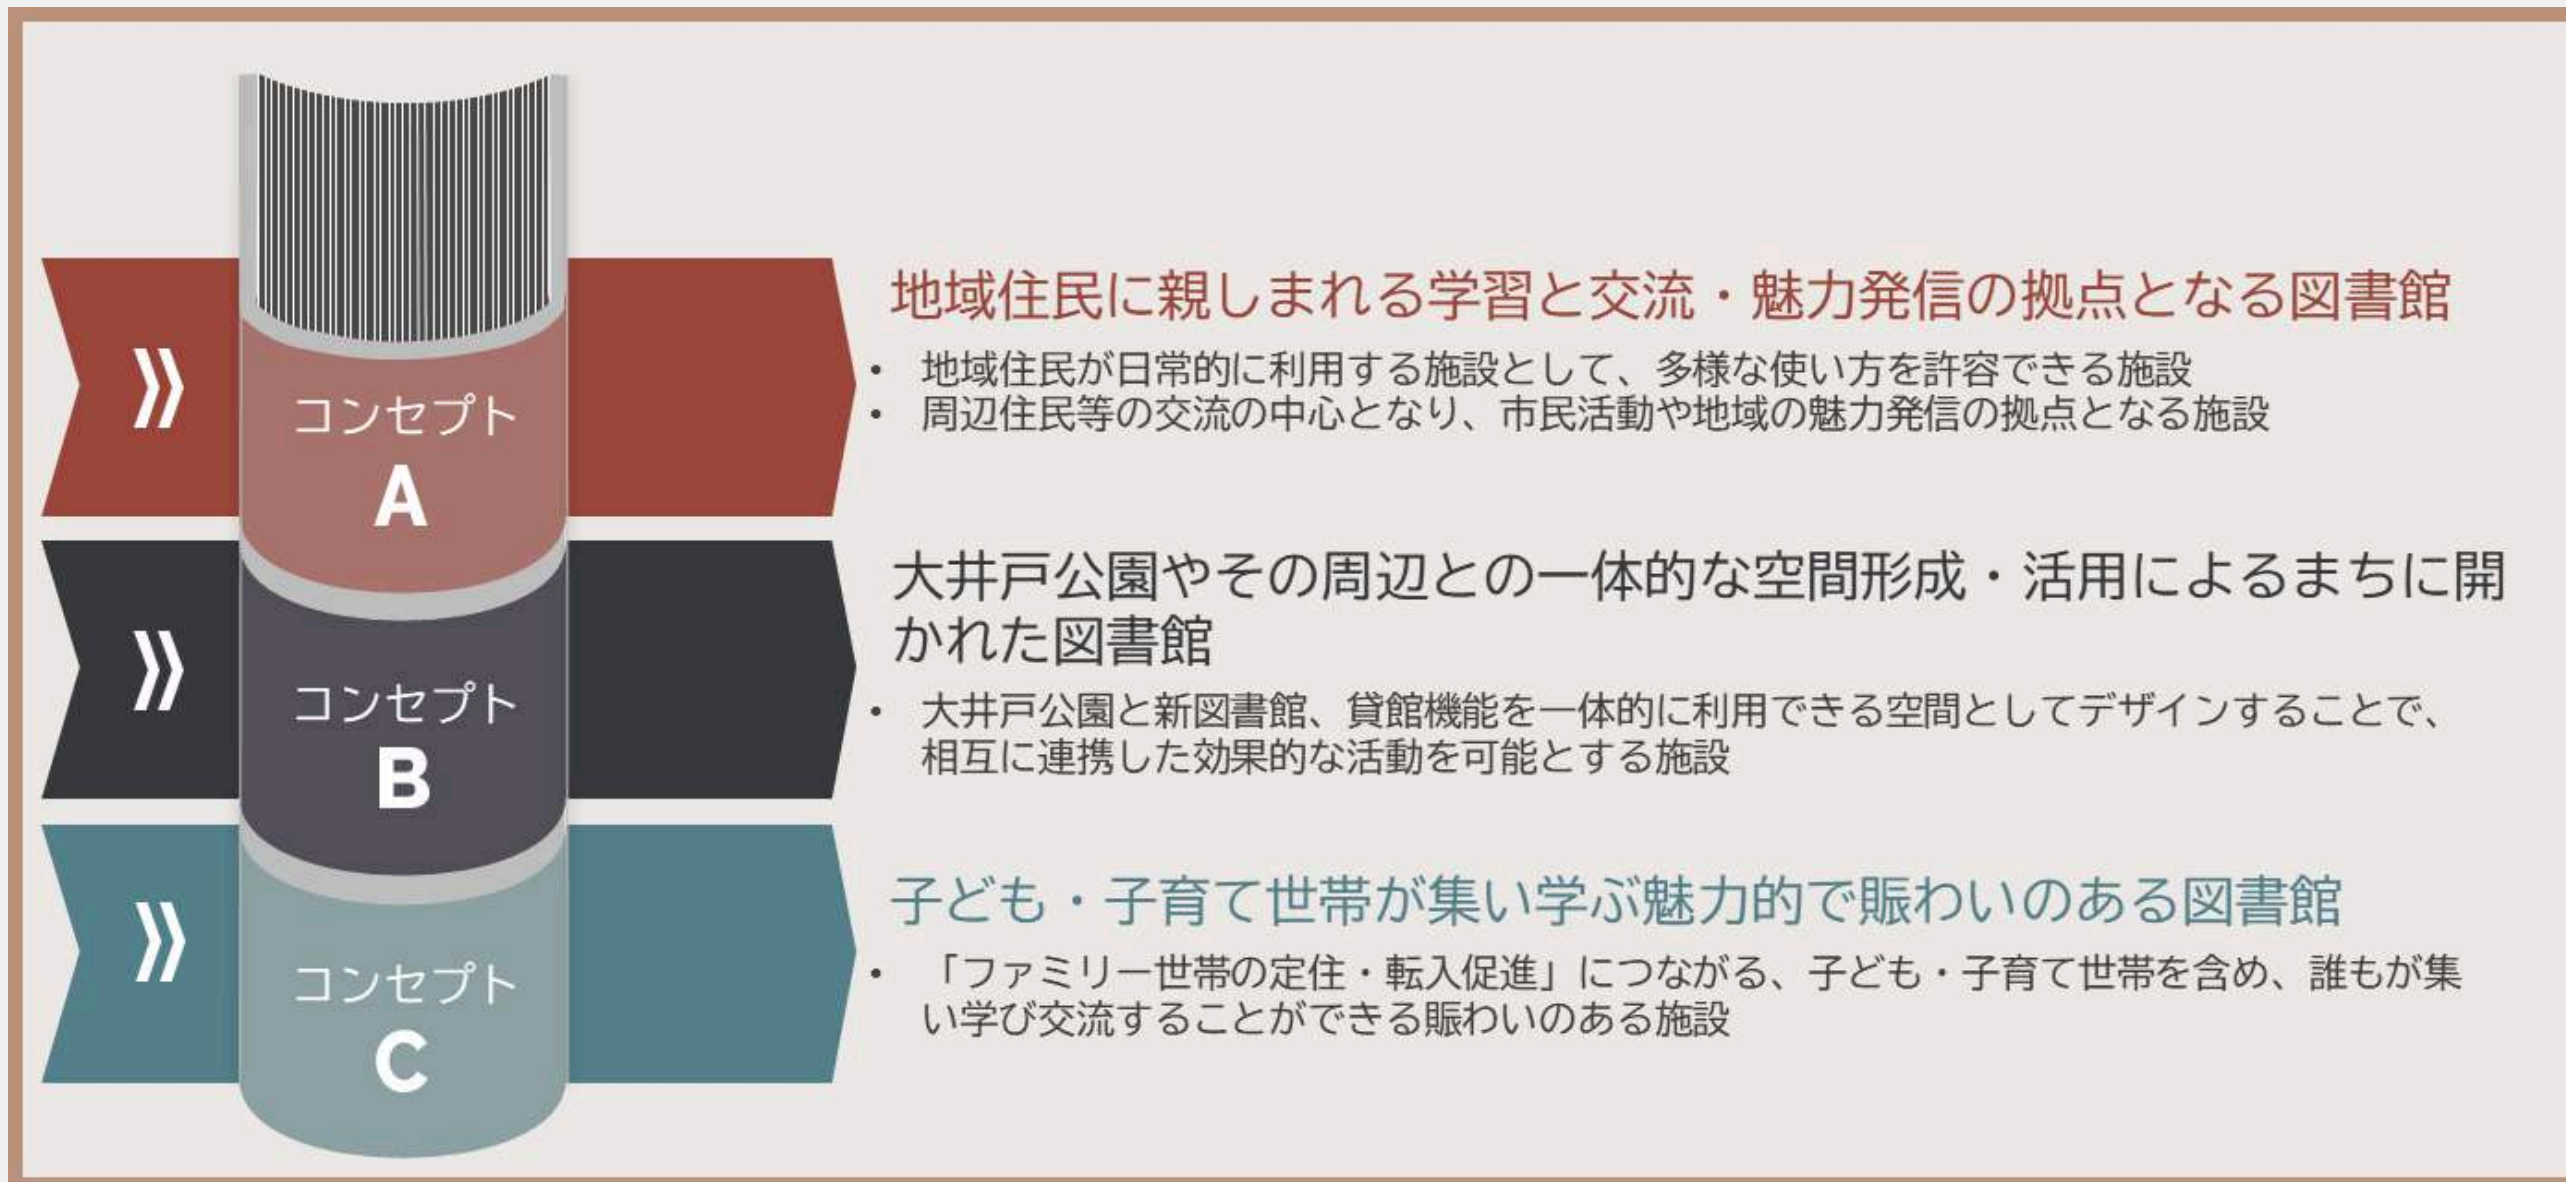 コンセプト
A
地域住民に親しまれる学習と交流・魅力発信の拠点となる図書館
• 地域住民が日常的に利用する施設として、多様な使い方を許容できる施設
• 周辺住民等の交流の中心となり、市民活動や地域の魅力発信の拠点となる施設
コンセプト
B
大井戸公園やその周辺との一体的な空間形成・活用によるまちに開
かれた図書館
• 大井戸公園と新図書館、貸館機能を一体的に利用できる空間としてデザインすることで、
相互に連携した効果的な活動を可能とする施設
コンセプト
C
子ども・子育て世帯が集い学ぶ魅力的で賑わいのある図書館
• 「ファミリー世帯の定住・転入促進」につながる、子ども・子育て世帯を含め、誰もが集
い学び交流することができる賑わいのある施設